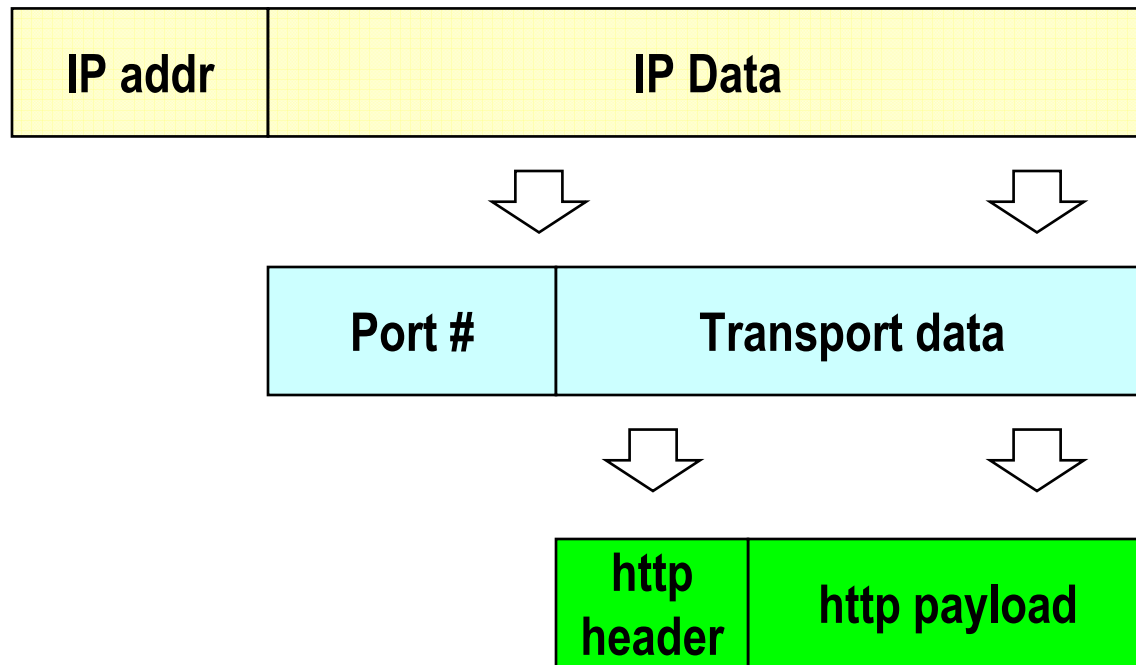 IP addr
IP Data
Port #
Transport data
http
header
http payload